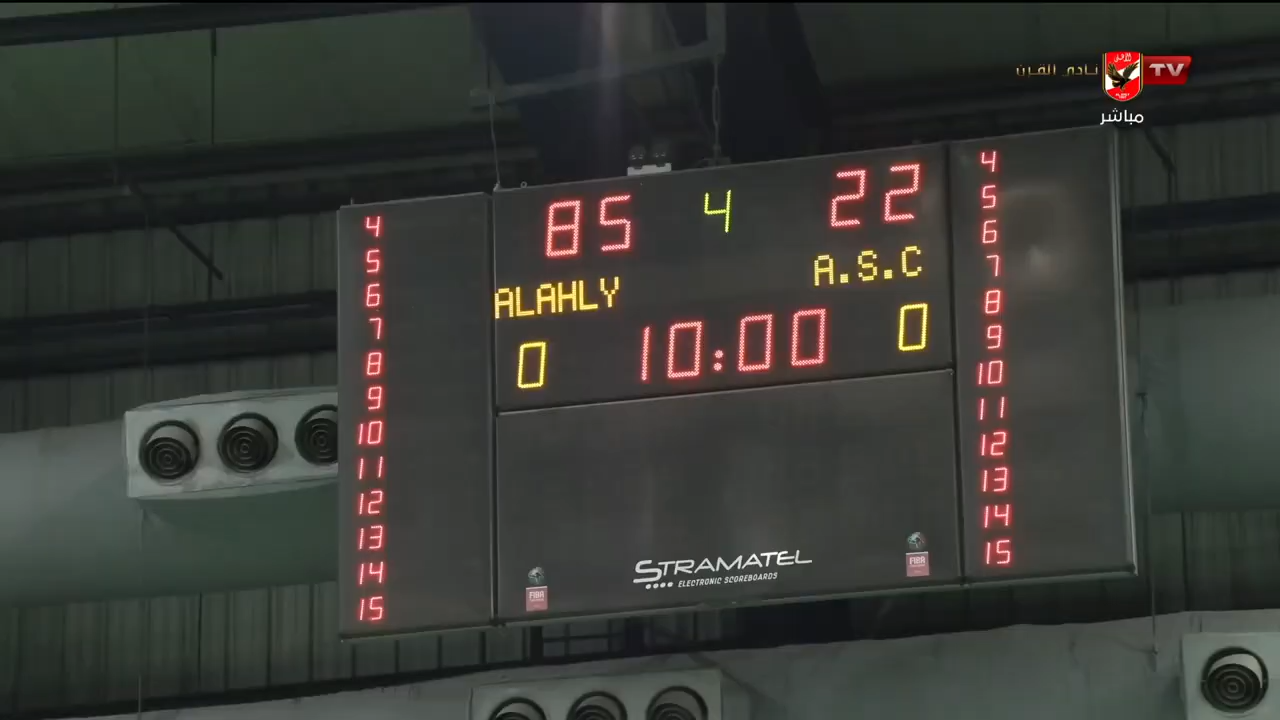 نادي القرن
TV
مباشر
85 4 22
ALAHLY A.S.C
0 10:00 0
4 4
5 5
6 6
7 7
8 8
9 9
10 10
11 11
12 12
13 13
14 14
15 15
STRAMATEL
ELECTRONIC SCOREBOARDS
FIBA FIBA